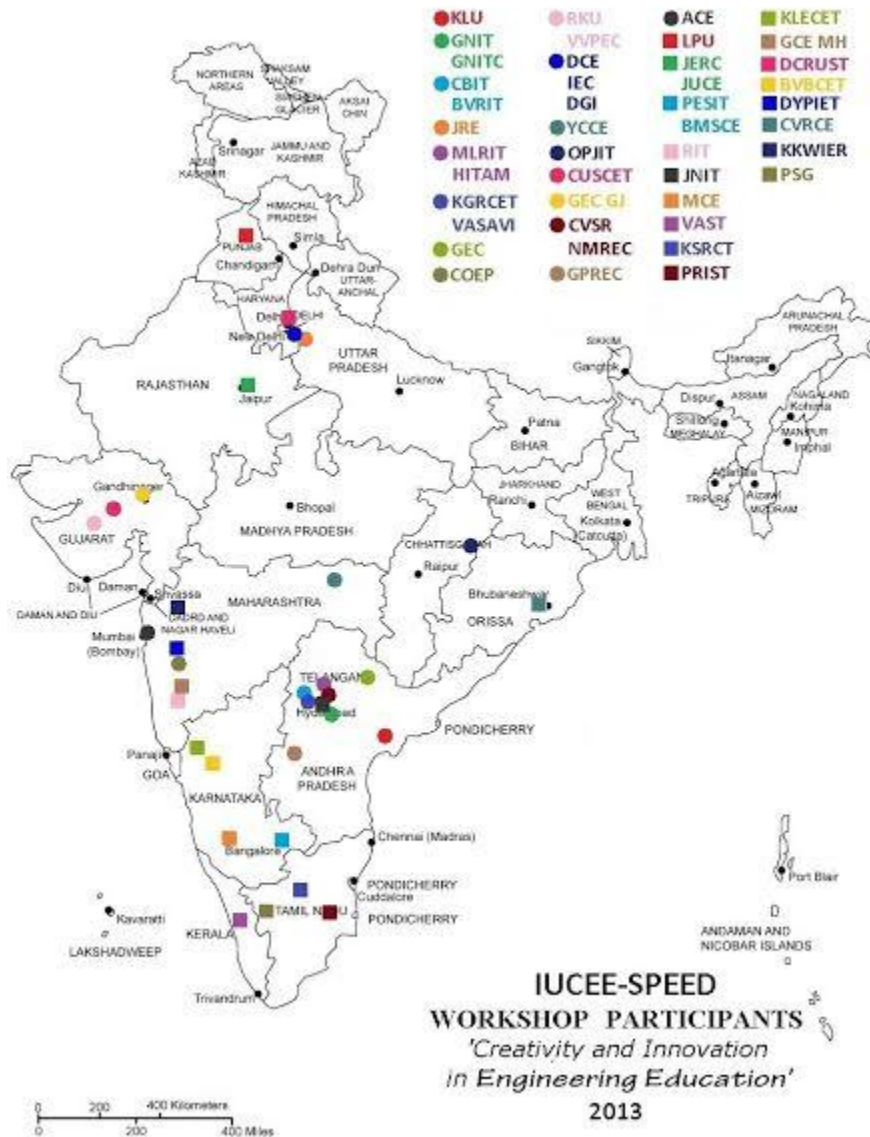 KLU
GNIT
GNITC
CBIT
BVRIT
JRE
MLRIT
HITAM
KGRCET
VASAVI
GEC
COEP
RKU
VVPEC
DCE
IEC
DGI
YCCE
OPJIT
CUSCET
GEC GJ
CVSR
NMREC
GPREC
ACE
LPU
JERC
JUCE
PESIT
BMSCE
RIT
JNIT
MCE
VAST
KSRCT
PRIST
KLECET
GCE MH
DCRUST
BVBCET
DYPIET
CVRCE
KKWIER
PSG
NORTHERN
AREAS
VALLEY
GLACIER
AKSAI
CHIN
Srinagar
JAMMU AND
KASHMIR
AZAD
KASHMIR
HIMACHAL
PRADESH
Simla
PUNJAB
Chandigarh
Dehra Dun
UTTAR-
ANCHAL
HARYANA
DELHI
New Delhi
UTTAR
PRADESH
RAJASTHAN
Jaipur
Lucknow
SIKKIM
Gangtok
ARUNACHAL
PRADESH
Itanagar
Dispur
ASSAM
NAGALAND
Kohima
Shillong
MEGHALAY
MANIPUR
Imphal
Agartala
TRIPURA
Aizawl
MIZORAM
Patna
BIHAR
Gandhinagar
GUJARAT
Bhopal
MADHYA PRADESH
JHARKHAND
Ranchi
WEST
BENGAL
Kolkata
(Calcutta)
Raipur
Diu
Daman
Silvassa
DAMAN AND DIU
DADRD AND
NAGAR HAVELI
MAHARASHTRA
Bhubaneshwar
ORISSA
Mumbai
(Bombay)
PONDICHERRY
Panaji
GOA
ANDHRA
PRADESH
KARNATAKA
Bangalore
Chennai (Madras)
PONDICHERRY
Cuddalore
PONDICHERRY
KERALA
Kavaratti
LAKSHADWEEP
Trivandrum
Port Blair
ANDAMAN AND
NICOBAR ISLANDS
IUCEE-SPEED
WORKSHOP PARTICIPANTS
'Creativity and Innovation
in Engineering Education'
2013
0 200 400 Kilometers
0 200 400 Miles